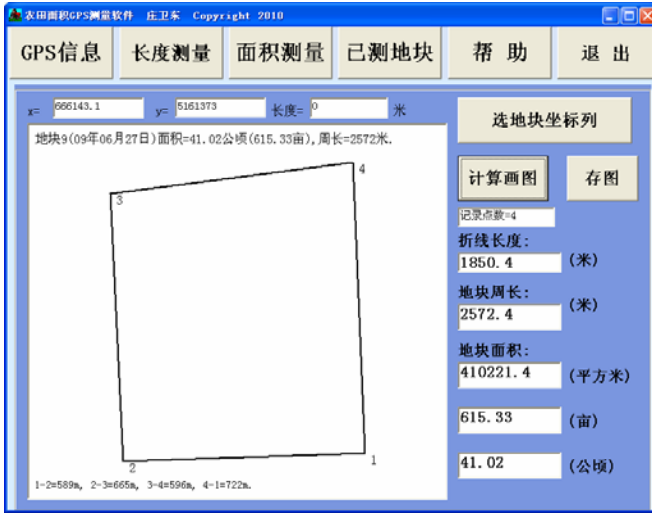 农田面积GPS测量软件 庄卫东 Copyright 2010
GPS信息 长度测量 面积测量 已测地块 帮 助 退 出
x= 666143.1 y= 5161373 长度= 0 米
选地块坐标列
地块9(09年06月27日)面积=41.02公顷(615.33亩),周长=2572米.
4
3
计算画图 存图
记录点数=4
折线长度:
1850.4 (米)
地块周长:
2572.4 (米)
地块面积:
410221.4 (平方米)
615.33 (亩)
41.02 (公顷)
1
2
1-2=589m, 2-3=665m, 3-4=596m, 4-1=722m.